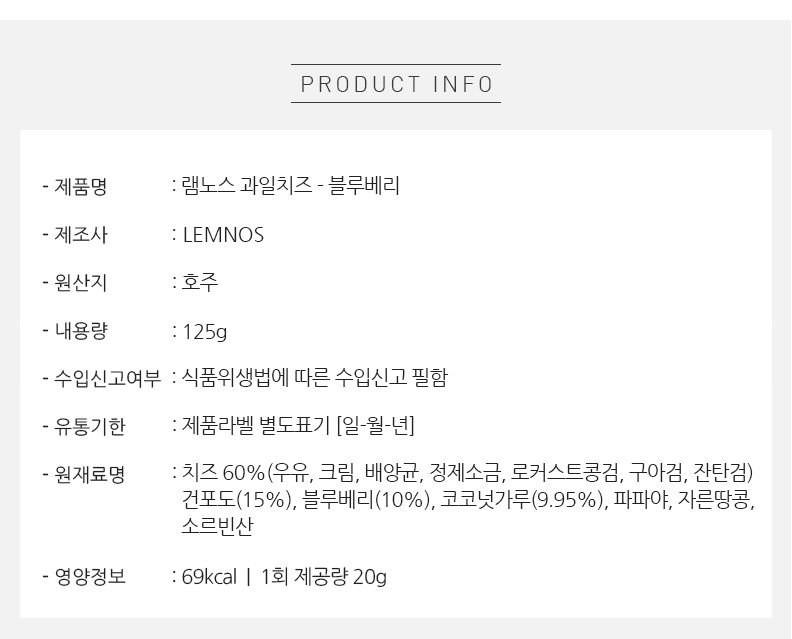 PRODUCT INFO
- 제품명 : 램노스 과일치즈 - 블루베리
- 제조사 : LEMNOS
- 원산지 : 호주
- 내용량 : 125g
- 수입신고여부 : 식품위생법에 따른 수입신고 필함
- 유통기한 : 제품라벨 별도표기 [일-월-년]
- 원재료명 : 치즈 60%(우유, 크림, 배양균, 정제소금, 로커스트콩검, 구아검, 잔탄검)
건포도(15%), 블루베리(10%), 코코넛가루(9.95%), 파파야, 자른땅콩,
소르빈산
- 영양정보 : 69kcal | 1회 제공량 20g